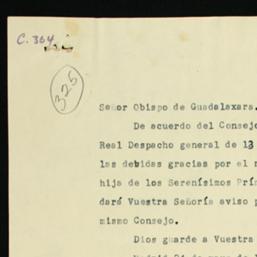 C. 364
325
Señor Obispo de Guadalaxara.
De acuerdo del Consejo
Real Despacho general de 13
las debidas gracias por el n
hija de los Serenísimos Prín
dará Vuestra Señoría aviso p
mismo Consejo.
Dios guarde a Vuestra